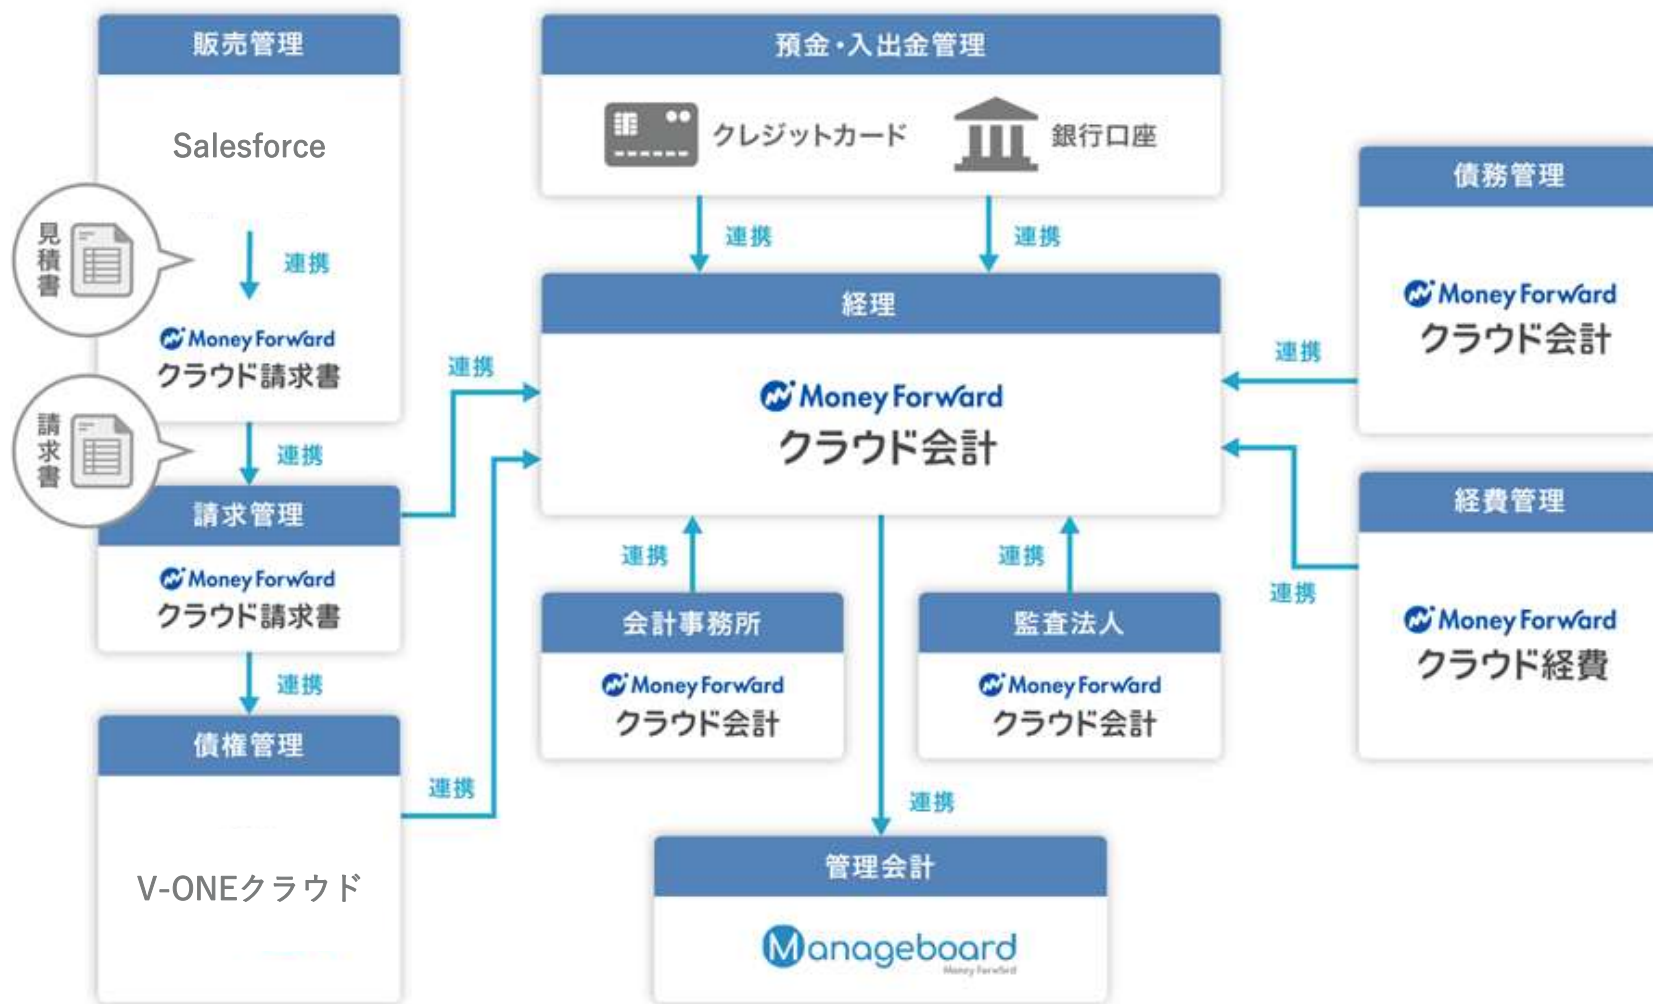 販売管理
Salesforce
見積書
連携
Money Forward
クラウド請求書
請求書
連携
請求管理
Money Forward
クラウド請求書
連携
債権管理
V-ONEクラウド
連携
連携
預金・入出金管理
クレジットカード
銀行口座
連携
連携
経理
Money Forward
クラウド会計
連携
連携
会計事務所
Money Forward
クラウド会計
監査法人
Money Forward
クラウド会計
連携
管理会計
Manageboard
Money Forward
債務管理
Money Forward
クラウド会計
連携
経費管理
Money Forward
クラウド経費
連携